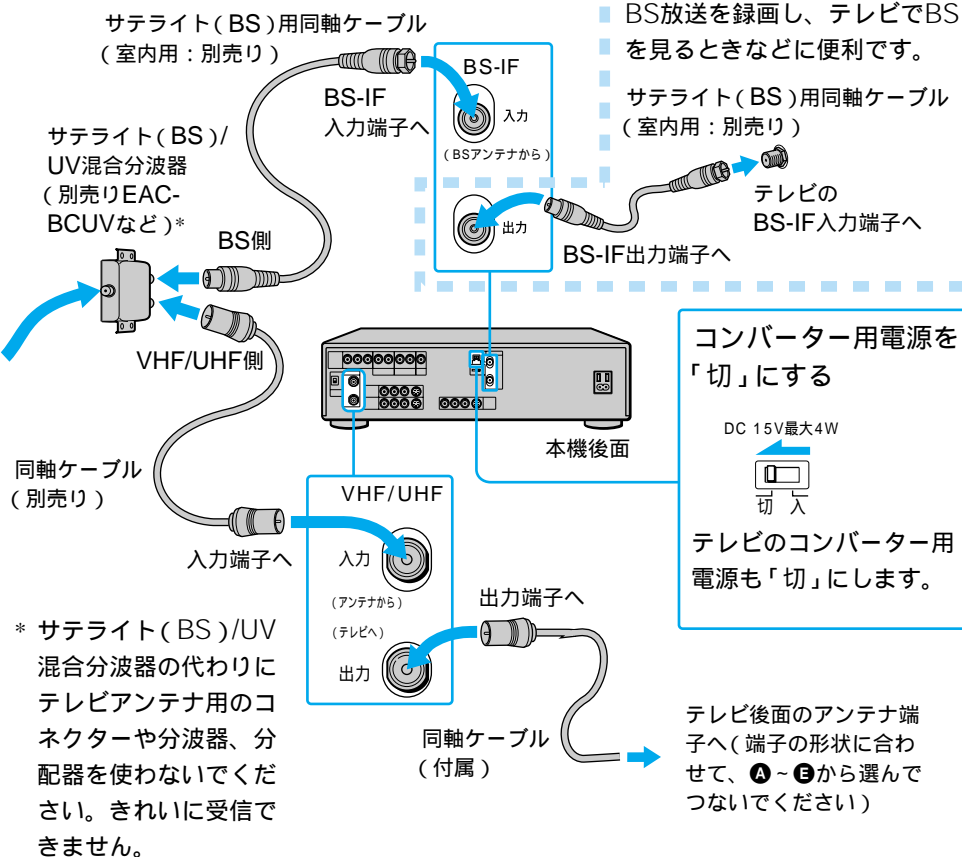 サテライト(BS)用同軸ケーブル
(室内用:別売り)
BS放送を録画し、テレビでBS
を見るときなどに便利です。
BS-IF
BS-IF
入力端子へ
入力
(BSアンテナから)
出力
サテライト(BS)用同軸ケーブル
(室内用:別売り)
テレビの
BS-IF入力端子へ
BS-IF出力端子へ
サテライト(BS)/
UV混合分波器
(別売りEAC-
BCUVなど)*
BS側
VHF/UHF側
本機後面
コンバーター用電源を
「切」にする
DC 15V最大4W
切 入
テレビのコンバーター用
電源も「切」にします。
同軸ケーブル
(別売り)
入力端子へ
VHF/UHF
入力
(アンテナから)
(テレビへ)
出力
出力端子へ
同軸ケーブル
(付属)
テレビ後面のアンテナ端
子へ(端子の形状に合わ
せて、A~Eから選んで
つないでください)
* サテライト(BS)/UV
混合分波器の代わりに
テレビアンテナ用のコ
ネクターや分波器、分
配器を使わないでくだ
さい。きれいに受信で
きません。